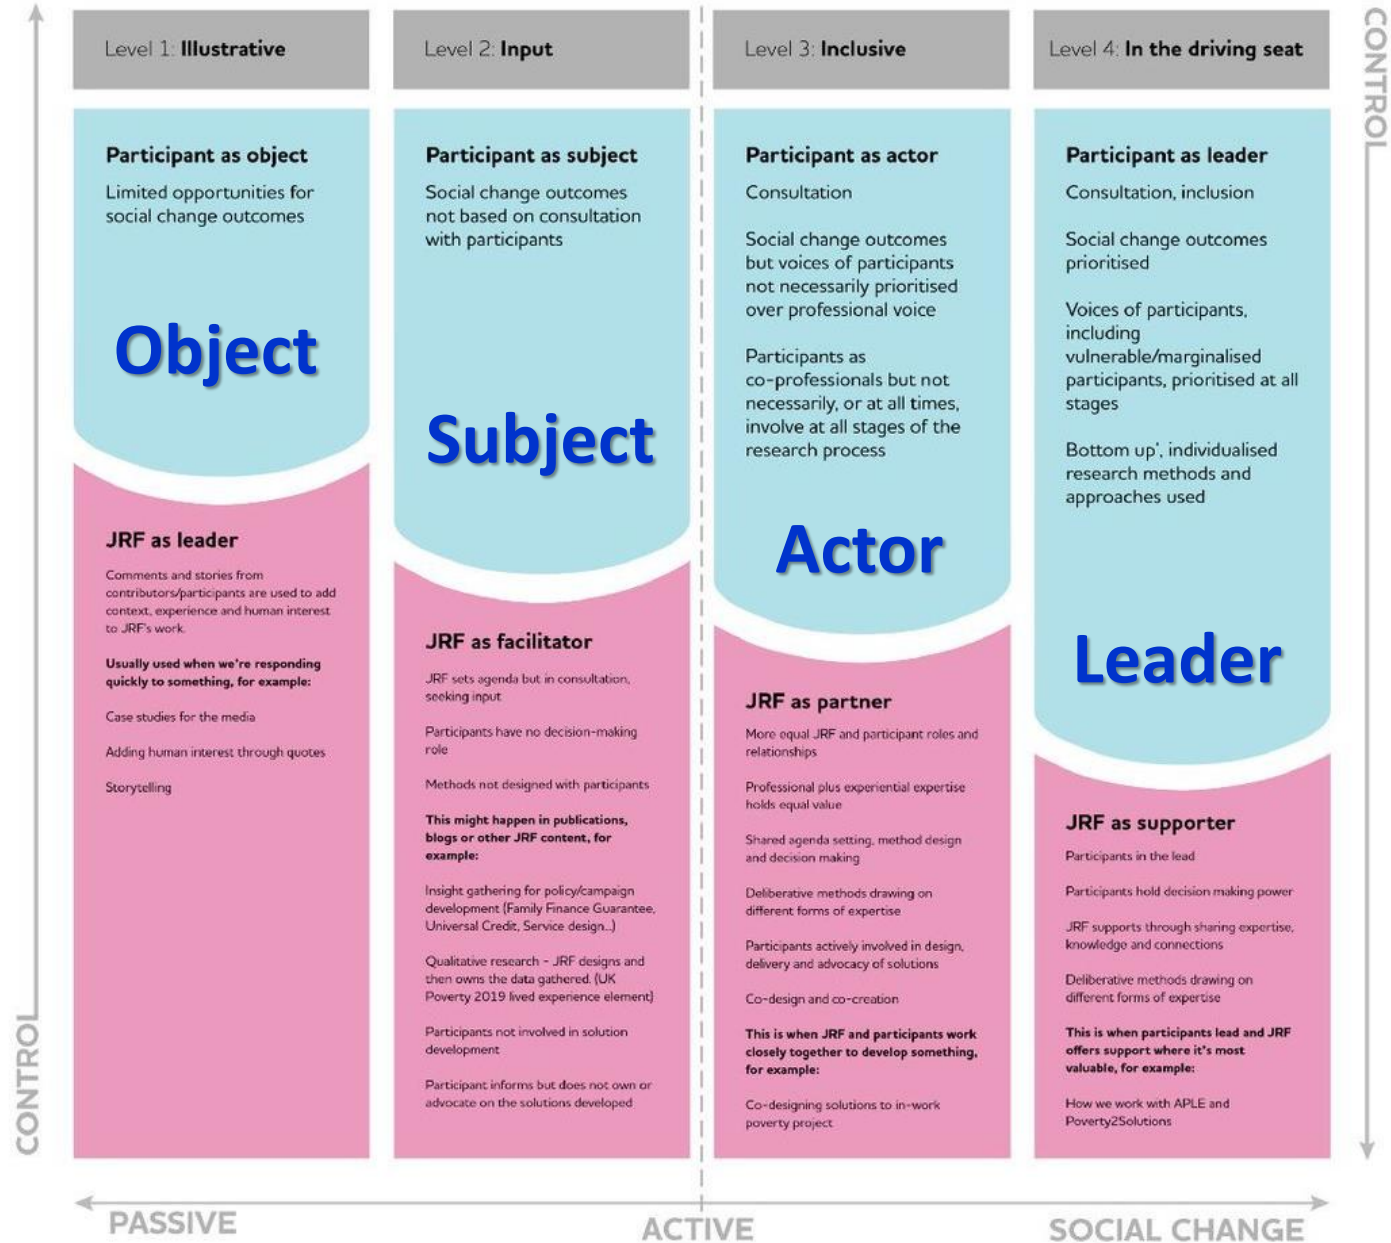 CONTROL
Level 1: Illustrative
Participant as object
Limited opportunities for
social change outcomes
Object
JRF as leader
Comments and stories from
contributors/participants are used to add
context, experience and human interest
to JRF's work.
Usually used when we're responding
quickly to something, for example:
Case studies for the media
Adding human interest through quotes
Storytelling
Level 2: Input
Participant as subject
Social change outcomes
not based on consultation
with participants
Subject
JRF as facilitator
JRF sets agenda but in consultation,
seeking input
Participants have no decision-making
role
Methods not designed with participants
This might happen in publications,
blogs or other JRF content, for
example:
Insight gathering for policy/campaign
development (Family Finance Guarantee,
Universal Credit, Service design...)
Qualitative research - JRF designs and
then owns the data gathered. (UK
Poverty 2019 lived experience element)
Participants not involved in solution
development
Participant informs but does not own or
advocate on the solutions developed
Level 3: Inclusive
Participant as actor
Consultation
Social change outcomes
but voices of participants
not necessarily prioritised
over professional voice
Participants as
co-professionals but not
necessarily, or at all times,
involve at all stages of the
research process
Actor
JRF as partner
More equal JRF and participant roles and
relationships
Professional plus experiential expertise
holds equal value
Shared agenda setting, method design
and decision making
Deliberative methods drawing on
different forms of expertise
Participants actively involved in design,
delivery and advocacy of solutions
Co-design and co-creation
This is when JRF and participants work
closely together to develop something,
for example:
Co-designing solutions to in-work
poverty project
Level 4: In the driving seat
Participant as leader
Consultation, inclusion
Social change outcomes
prioritised
Voices of participants,
including
vulnerable/marginalised
participants, prioritised at all
stages
Bottom up', individualised
research methods and
approaches used
Leader
JRF as supporter
Participants in the lead
Participants hold decision making power
JRF supports through sharing expertise,
knowledge and connections
Deliberative methods drawing on
different forms of expertise
This is when participants lead and JRF
offers support where it's most
valuable, for example:
How we work with APLE and
Poverty2Solutions
CONTROL
PASSIVE
ACTIVE
SOCIAL CHANGE